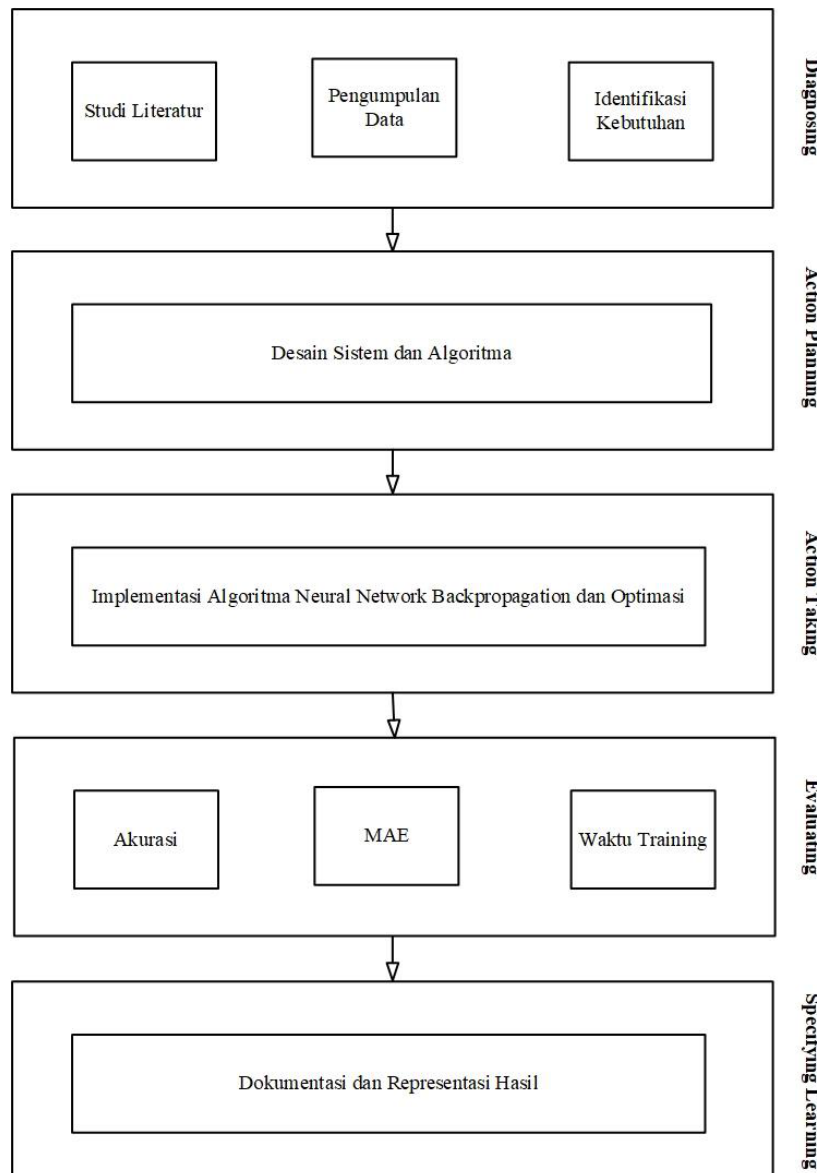 Studi Literatur
Pengumpulan
Data
Identifikasi
Kebutuhan
Diagnosing
Desain Sistem dan Algoritma
Action Planning
Implementasi Algoritma Neural Network Backpropagation dan Optimasi
Action Taking
Akurasi
MAE
Waktu Training
Evaluating
Dokumentasi dan Representasi Hasil
Specifying Learning